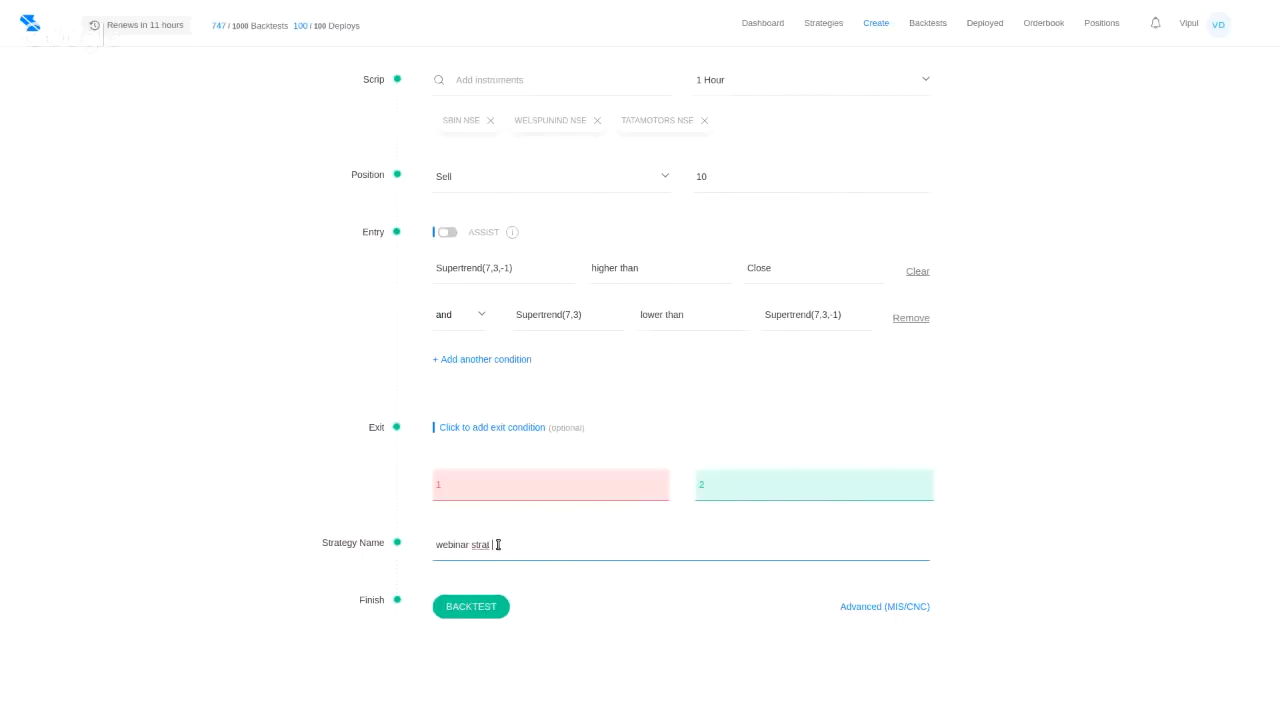 Renews in 11 hours 747 / 1000 Backtests 100 / 100 Deploys Dashboard Strategies Create Backtests Deployed Orderbook Positions Vipul VD
Scrip Add instruments 1 Hour
SBIN NSE WELSPUNIND NSE TATAMOTORS NSE
Position Sell 10
Entry ASSIST i
Supertrend(7,3,-1) higher than Close Clear
and Supertrend(7,3) lower than Supertrend(7,3,-1) Remove
+ Add another condition
Exit Click to add exit condition (optional)
1 2
Strategy Name webinar strat
Finish BACKTEST Advanced (MIS/CNC)